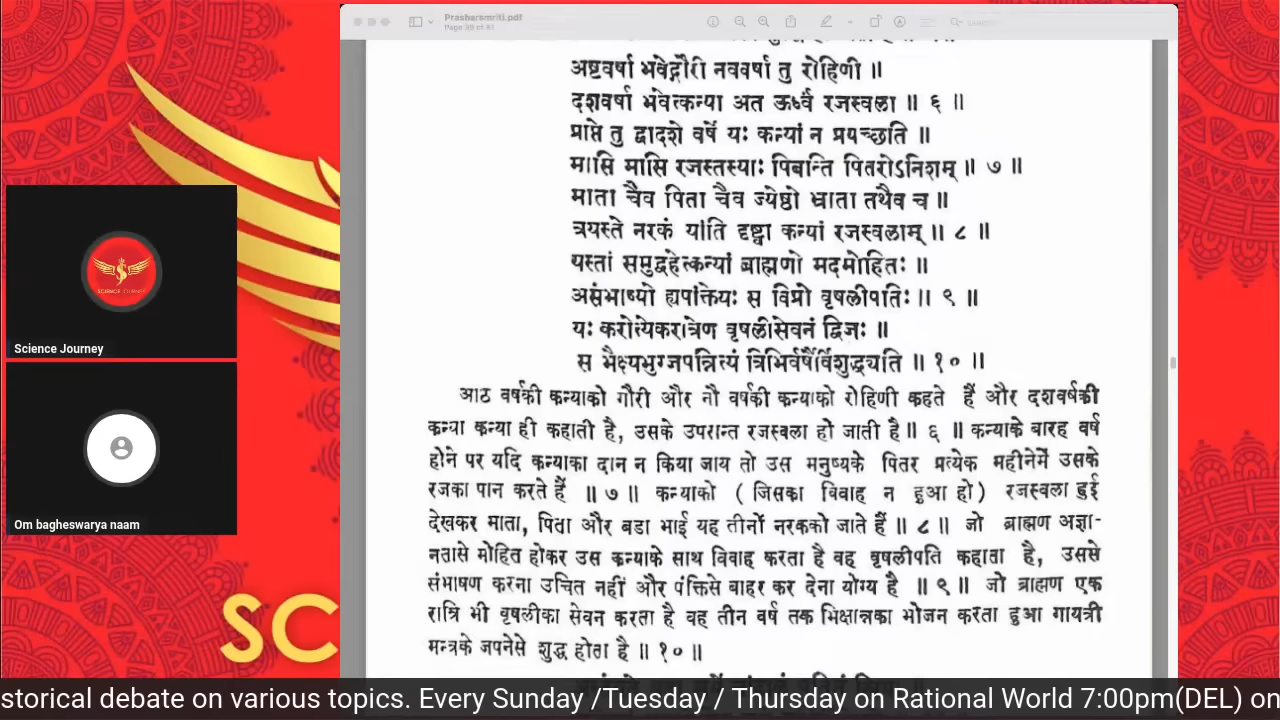 Prasharsmriti.pdf
Page 35 of 81
Search
अष्टवर्षा भवेद्गौरी नववर्षा तु रोहिणी ॥
दशवर्षा भवेत्कन्या अत ऊर्ध्वं रजस्वला ॥ ६ ॥
प्राप्ते तु द्वादशे वर्षे यः कन्यां न प्रयच्छति ॥
मासि मासि रजस्तस्याः पिबन्ति पितरोऽनिशम् ॥ ७ ॥
माता चैव पिता चैव ज्येष्ठो भ्राता तथैव च ॥
त्रयस्ते नरकं यांति दृष्ट्वा कन्यां रजस्वलाम् ॥ ८ ॥
यस्तां समुद्वहेत्कन्यां ब्राह्मणो मदमोहितः ॥
असंभाष्यो ह्यपंक्तियः स विप्रो वृषलीपतिः ॥ ९ ॥
यः करोत्येकरात्रेण वृषलीसेवनं द्विजः ॥
स भैक्ष्यभुग्जपन्नित्यं त्रिभिर्वर्षैर्विशुद्ध्यति ॥ १० ॥
आठ वर्षकी कन्याको गौरी और नौ वर्षकी कन्याको रोहिणी कहते हैं और दशवर्षकी
कन्या कन्या ही कहाती है, उसके उपरान्त रजस्वला हो जाती है ॥ ६ ॥ कन्याके बारह वर्ष
होने पर यदि कन्याका दान न किया जाय तो उस मनुष्यके पितर प्रत्येक महीनेमें उसके
रजका पान करते हैं ॥ ७ ॥ कन्याको ( जिसका विवाह न हुआ हो ) रजस्वला हुई
देखकर माता, पिता और बडा भाई यह तीनों नरकको जाते हैं ॥ ८ ॥ जो ब्राह्मण अज्ञा-
नतासे मोहित होकर उस कन्याके साथ विवाह करता है वह वृषलीपति कहाता है, उससे
संभाषण करना उचित नहीं और पंक्तिसे बाहर कर देना योग्य है ॥ ९ ॥ जो ब्राह्मण एक
रात्रि भी वृषलीका सेवन करता है वह तीन वर्ष तक भिक्षान्नका भोजन करता हुआ गायत्री
मन्त्रके जपनेसे शुद्ध होता है ॥ १० ॥
Science Journey
Om bagheswarya naam
SC
storical debate on various topics. Every Sunday /Tuesday / Thursday on Rational World 7:00pm(DEL) on